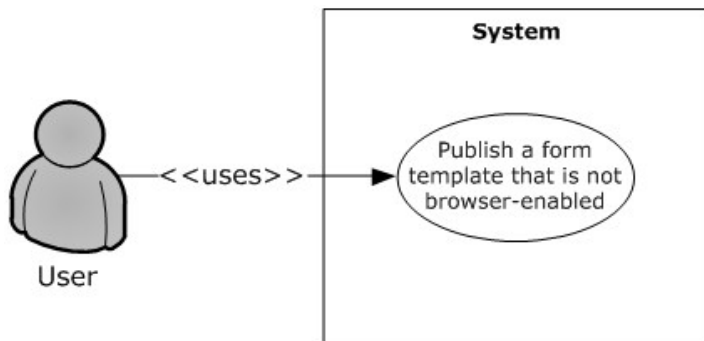 System
Publish a form
template that is not
browser-enabled
<<uses>>
User